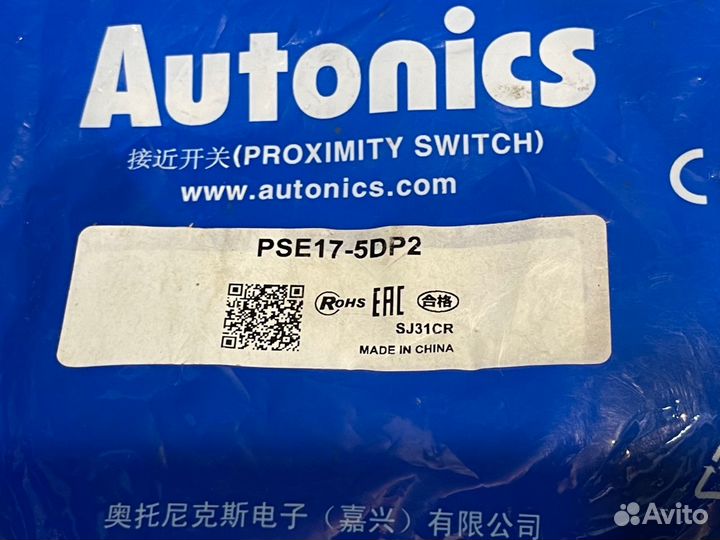 Autonics
接近开关(PROXIMITY SWITCH)
www.autonics.com
PSE17-5DP2
RoHS EAC 合格
SJ31CR
MADE IN CHINA
奥托尼克斯电子（嘉兴）有限公司
Avito